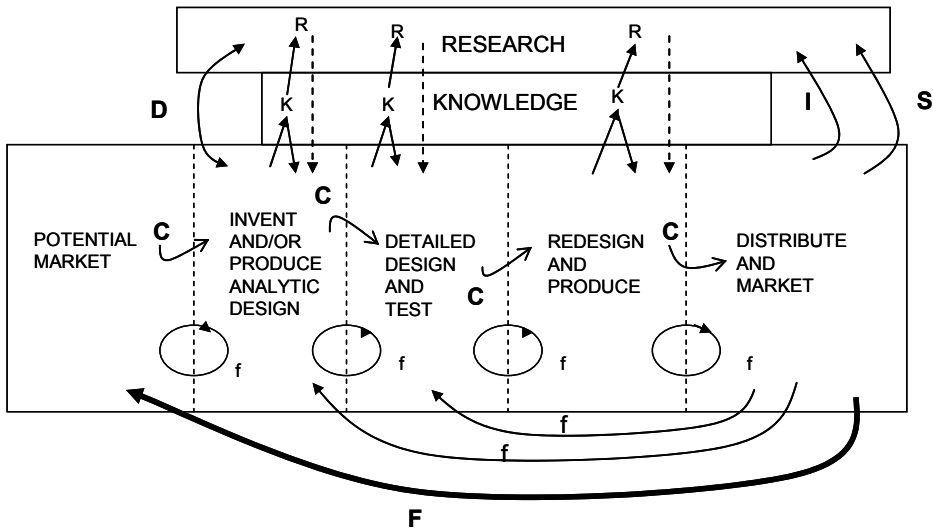 R
R
R
RESEARCH
K
K
K
KNOWLEDGE
D
I
S
C
C
C
C
POTENTIAL
MARKET
INVENT
AND/OR
PRODUCE
ANALYTIC
DESIGN
DETAILED
DESIGN
AND
TEST
REDESIGN
AND
PRODUCE
DISTRIBUTE
AND
MARKET
f
f
f
f
f
f
F